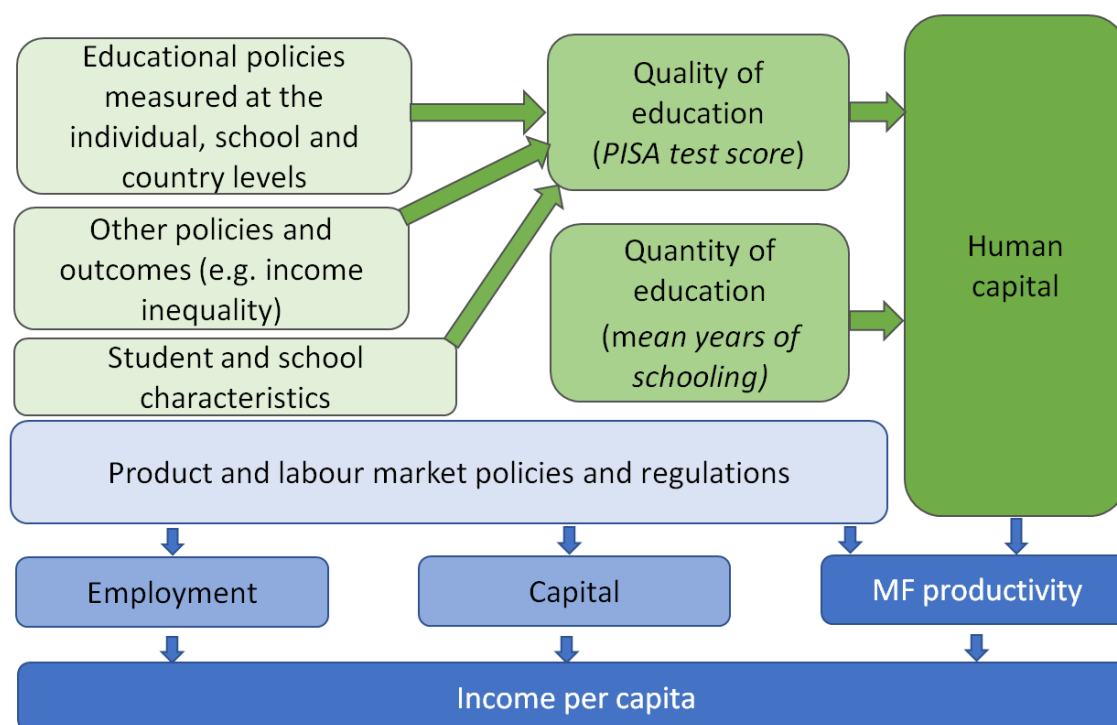 Educational policies
measured at the
individual, school and
country levels
Other policies and
outcomes (e.g. income
inequality)
Student and school
characteristics
Quality of
education
(PISA test score)
Quantity of
education
(mean years of
schooling)
Human
capital
Product and labour market policies and regulations
Employment
Capital
MF productivity
Income per capita